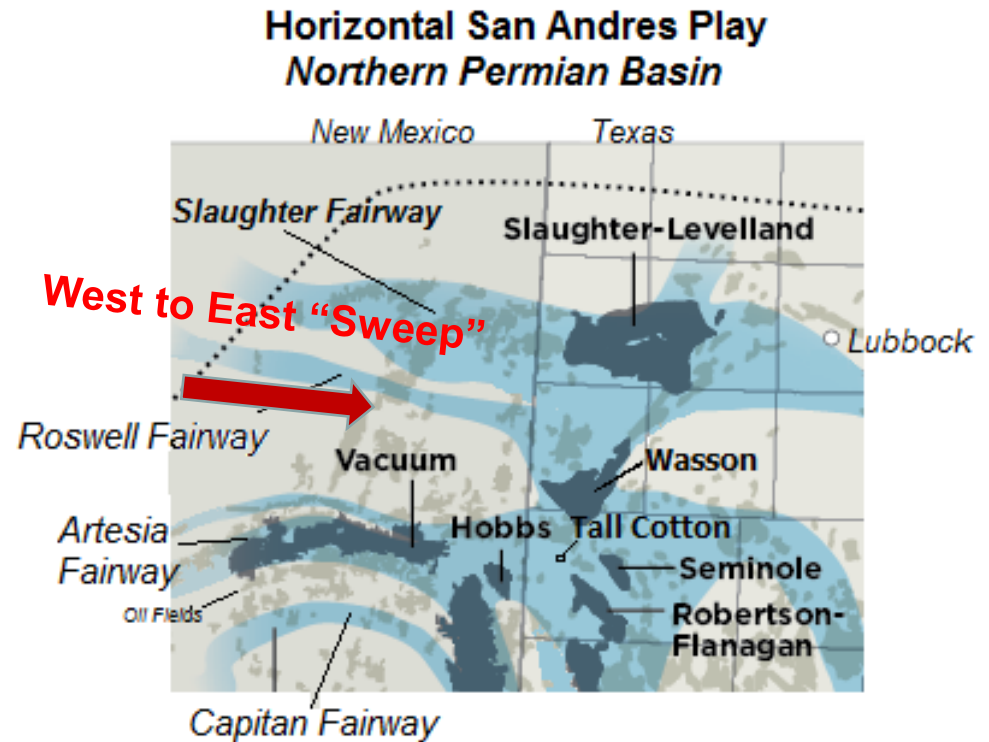 Horizontal San Andres Play
Northern Permian Basin
New Mexico
Texas
Slaughter Fairway
Slaughter-Levelland
West to East “Sweep”
Lubbock
Roswell Fairway
Vacuum
Wasson
Artesia
Fairway
Hobbs
Tall Cotton
Seminole
Oil Fields
Robertson-
Flanagan
Capitan Fairway